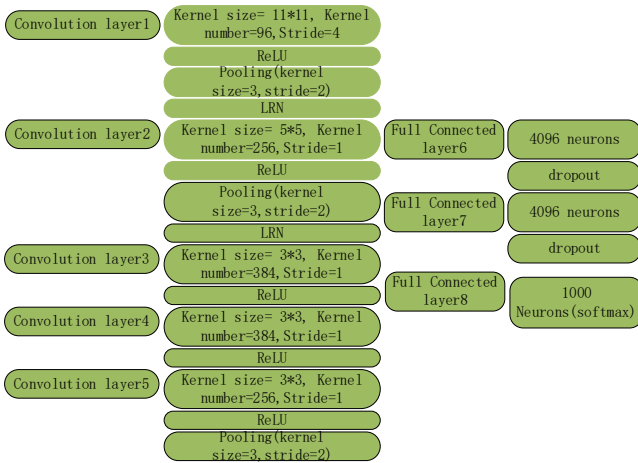 Convolution layer1
Kernel size= 11*11, Kernel
number=96,Stride=4
ReLU
Pooling(kernel
size=3,stride=2)
LRN
Convolution layer2
Kernel size= 5*5, Kernel
number=256,Stride=1
ReLU
Pooling(kernel
size=3,stride=2)
LRN
Convolution layer3
Kernel size= 3*3, Kernel
number=384,Stride=1
ReLU
Convolution layer4
Kernel size= 3*3, Kernel
number=384,Stride=1
ReLU
Convolution layer5
Kernel size= 3*3, Kernel
number=256,Stride=1
ReLU
Pooling(kernel
size=3,stride=2)
Full Connected
layer6
4096 neurons
dropout
Full Connected
layer7
4096 neurons
dropout
Full Connected
layer8
1000
Neurons(softmax)